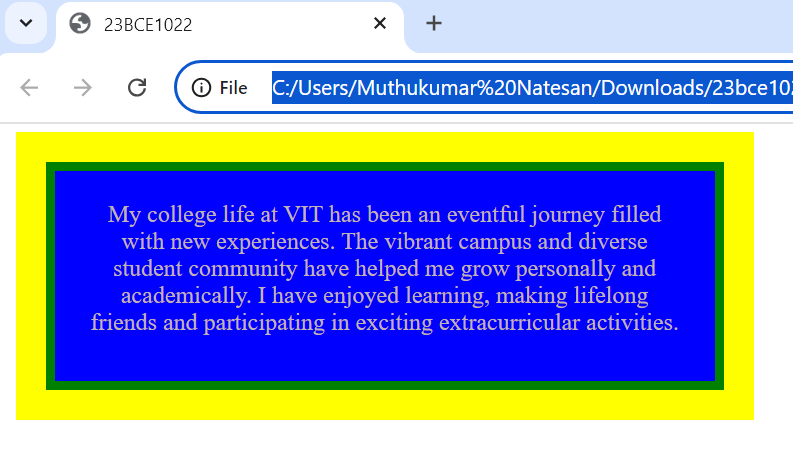 23BCE1022
File
C:/Users/Muthukumar%20Natesan/Downloads/23bce102
My college life at VIT has been an eventful journey filled
with new experiences. The vibrant campus and diverse
student community have helped me grow personally and
academically. I have enjoyed learning, making lifelong
friends and participating in exciting extracurricular activities.